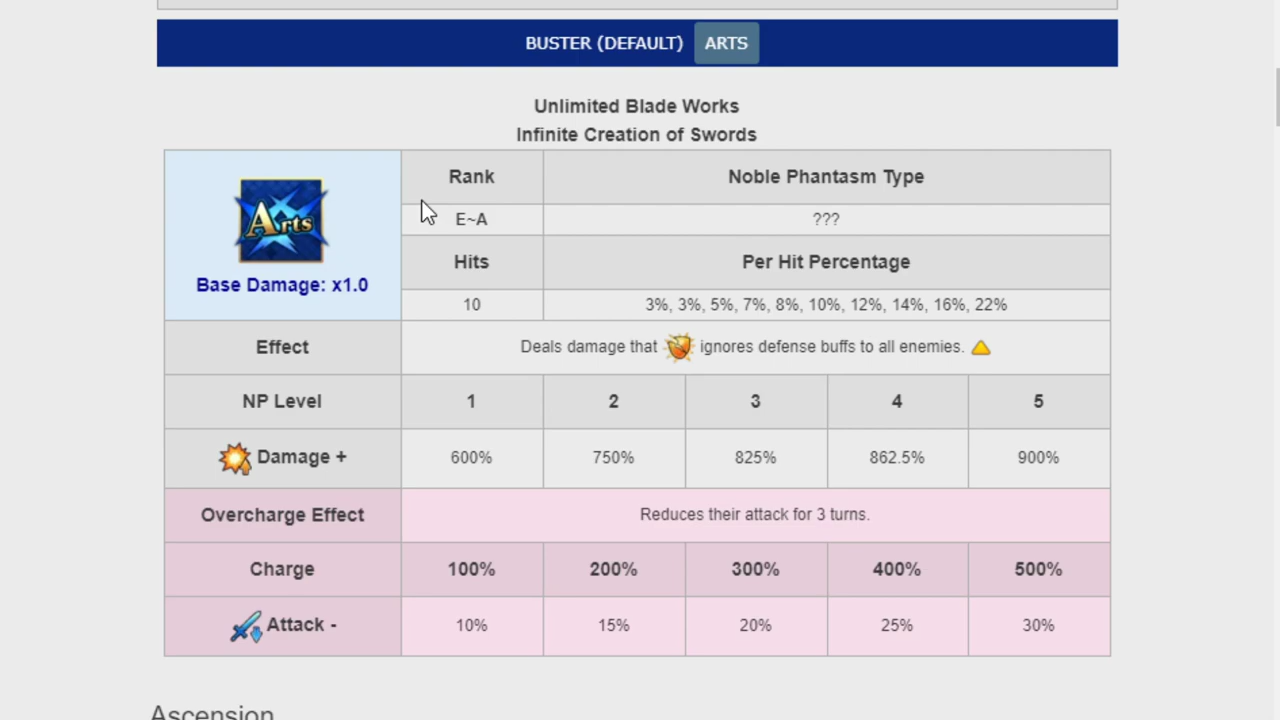 BUSTER (DEFAULT) ARTS
Unlimited Blade Works
Infinite Creation of Swords
Arts
Base Damage: x1.0
Rank Noble Phantasm Type
E~A ???
Hits Per Hit Percentage
10 3%, 3%, 5%, 7%, 8%, 10%, 12%, 14%, 16%, 22%
Effect Deals damage that ignores defense buffs to all enemies.
NP Level 1 2 3 4 5
Damage + 600% 750% 825% 862.5% 900%
Overcharge Effect Reduces their attack for 3 turns.
Charge 100% 200% 300% 400% 500%
Attack - 10% 15% 20% 25% 30%
Ascension